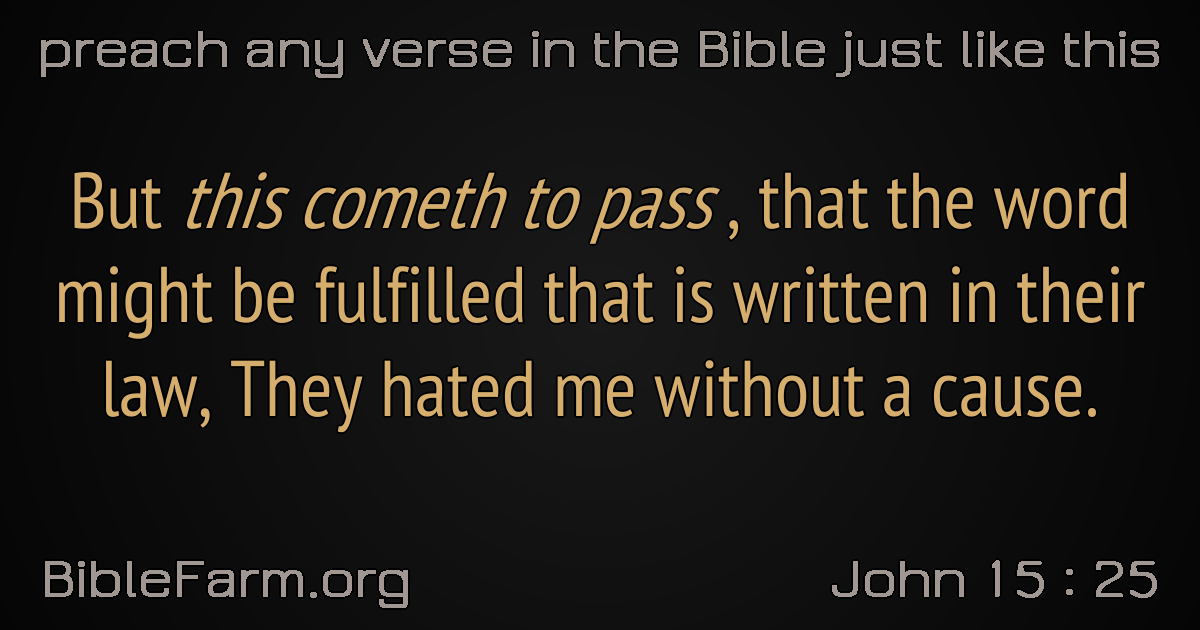 preach any verse in the Bible just like this
But this cometh to pass , that the word
might be fulfilled that is written in their
law, They hated me without a cause.
BibleFarm.org
John 15 : 25